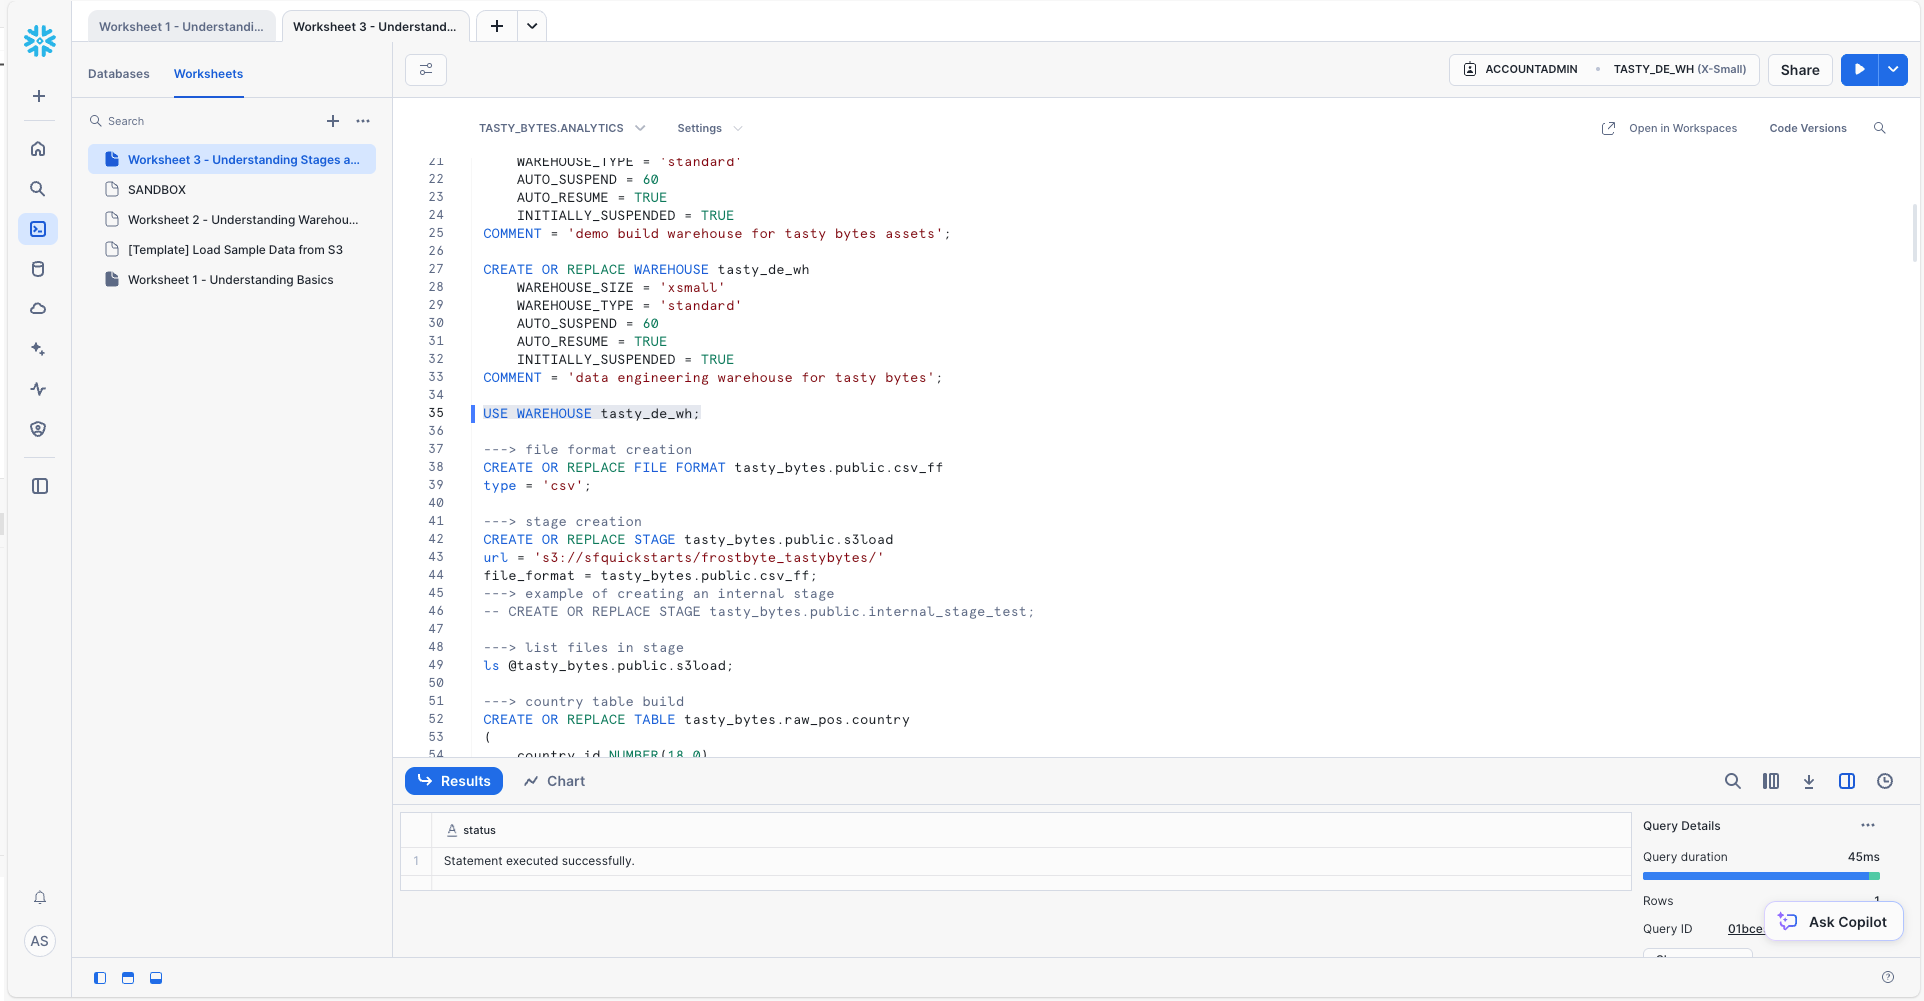 Worksheet 1 - Understandi...
Worksheet 3 - Understand...
Databases
Worksheets
ACCOUNTADMIN
TASTY_DE_WH (X-Small)
Share
Search
Worksheet 3 - Understanding Stages a...
SANDBOX
Worksheet 2 - Understanding Warehou...
[Template] Load Sample Data from S3
Worksheet 1 - Understanding Basics
AS
TASTY_BYTES.ANALYTICS
Settings
Open in Workspaces
Code Versions
21 WAREHOUSE_TYPE = 'standard'
22 AUTO_SUSPEND = 60
23 AUTO_RESUME = TRUE
24 INITIALLY_SUSPENDED = TRUE
25 COMMENT = 'demo build warehouse for tasty bytes assets';
26
27 CREATE OR REPLACE WAREHOUSE tasty_de_wh
28 WAREHOUSE_SIZE = 'xsmall'
29 WAREHOUSE_TYPE = 'standard'
30 AUTO_SUSPEND = 60
31 AUTO_RESUME = TRUE
32 INITIALLY_SUSPENDED = TRUE
33 COMMENT = 'data engineering warehouse for tasty bytes';
34
35 USE WAREHOUSE tasty_de_wh;
36
37 ---> file format creation
38 CREATE OR REPLACE FILE FORMAT tasty_bytes.public.csv_ff
39 type = 'csv';
40
41 ---> stage creation
42 CREATE OR REPLACE STAGE tasty_bytes.public.s3load
43 url = 's3://sfquickstarts/frostbyte_tastybytes/'
44 file_format = tasty_bytes.public.csv_ff;
45 ---> example of creating an internal stage
46 -- CREATE OR REPLACE STAGE tasty_bytes.public.internal_stage_test;
47
48 ---> list files in stage
49 ls @tasty_bytes.public.s3load;
50
51 ---> country table build
52 CREATE OR REPLACE TABLE tasty_bytes.raw_pos.country
53 (
54 country_id NUMBER(18,0)
Results
Chart
A status
1 Statement executed successfully.
Query Details
Query duration 45ms
Rows 1
Query ID 01bce
Ask Copilot